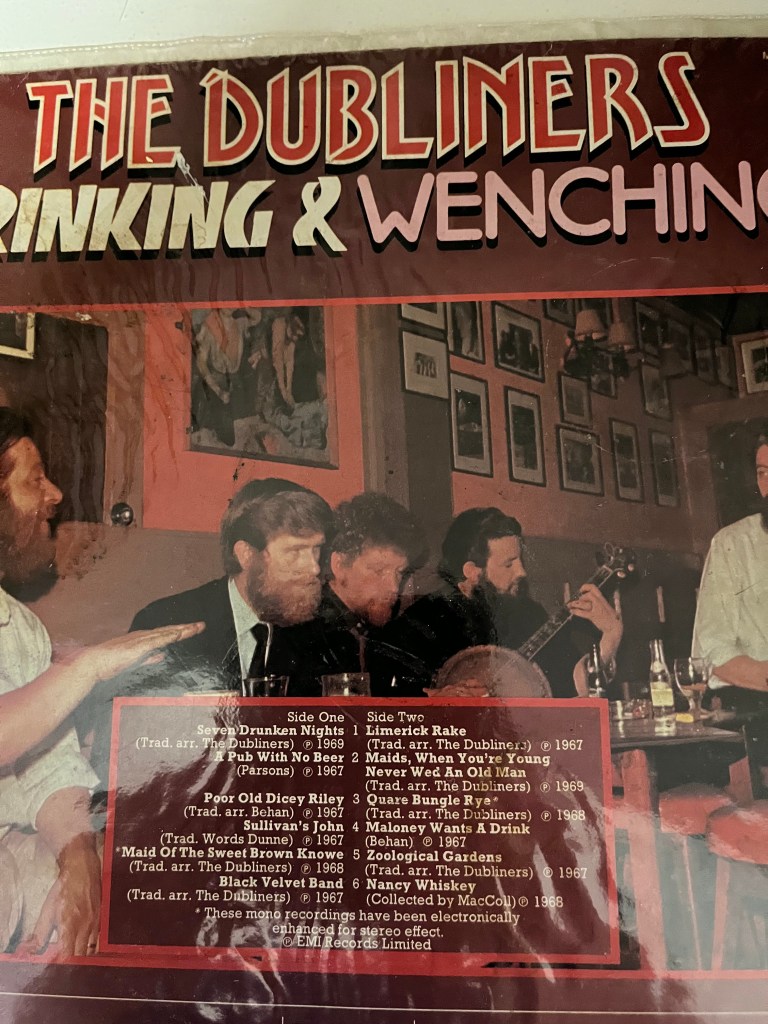 THE DUBLINERS
RINKING & WENCHING
Side One
Seven Drunken Nights 1
(Trad. arr. The Dubliners) ℗ 1969
A Pub With No Beer 2
(Parsons) ℗ 1967
Poor Old Dicey Riley 3
(Trad. arr. Behan) ℗ 1967
Sullivan's John 4
(Trad. Words Dunne) ℗ 1967
*Maid Of The Sweet Brown Knowe 5
(Trad. arr. The Dubliners) ℗ 1968
Black Velvet Band 6
(Trad. arr. The Dubliners) ℗ 1967
Side Two
Limerick Rake
(Trad. arr. The Dubliners) ℗ 1967
Maids, When You're Young
Never Wed An Old Man
(Trad. arr. The Dubliners) ℗ 1969
Quare Bungle Rye*
(Trad. arr. The Dubliners) ℗ 1968
Maloney Wants A Drink
(Behan) ℗ 1967
Zoological Gardens
(Trad. arr. The Dubliners) ℗ 1967
Nancy Whiskey
(Collected by MacColl) ℗ 1968
* These mono recordings have been electronically
enhanced for stereo effect.
℗ EMI Records Limited